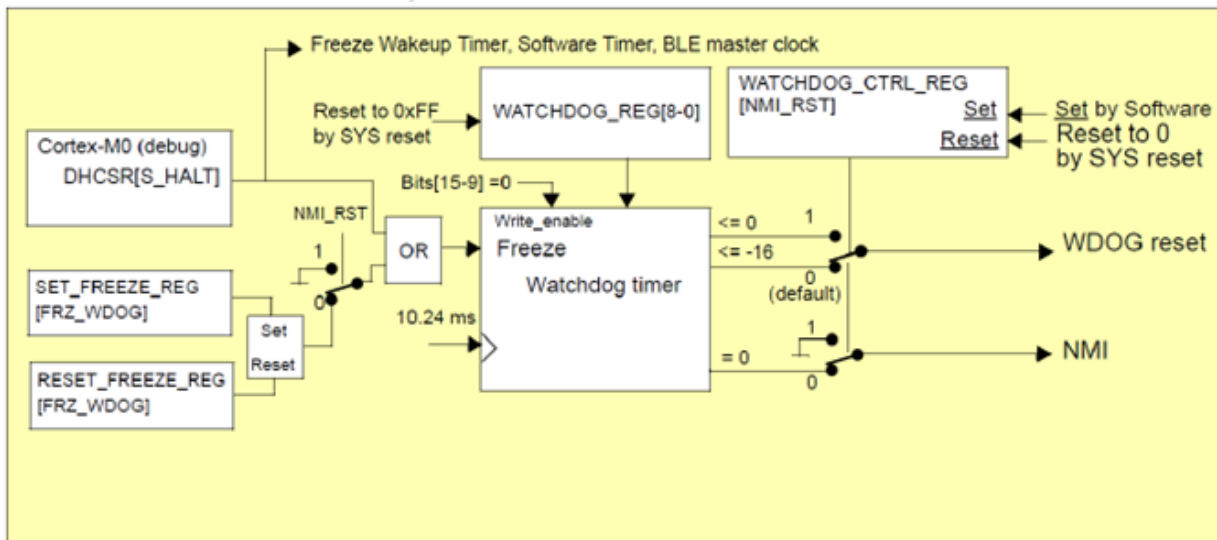 Freeze Wakeup Timer, Software Timer, BLE master clock
Reset to 0xFF
by SYS reset
WATCHDOG_REG[8-0]
WATCHDOG_CTRL_REG
[NMI_RST]
Set
Reset
Set by Software
Reset to 0
by SYS reset
Cortex-M0 (debug)
DHCSR[S_HALT]
Bits[15-9] =0
NMI_RST
1
0
OR
Write_enable
Freeze
Watchdog timer
10.24 ms
<= 0
<= -16
= 0
1
0
(default)
WDOG reset
1
0
NMI
SET_FREEZE_REG
[FRZ_WDOG]
Set
Reset
RESET_FREEZE_REG
[FRZ_WDOG]